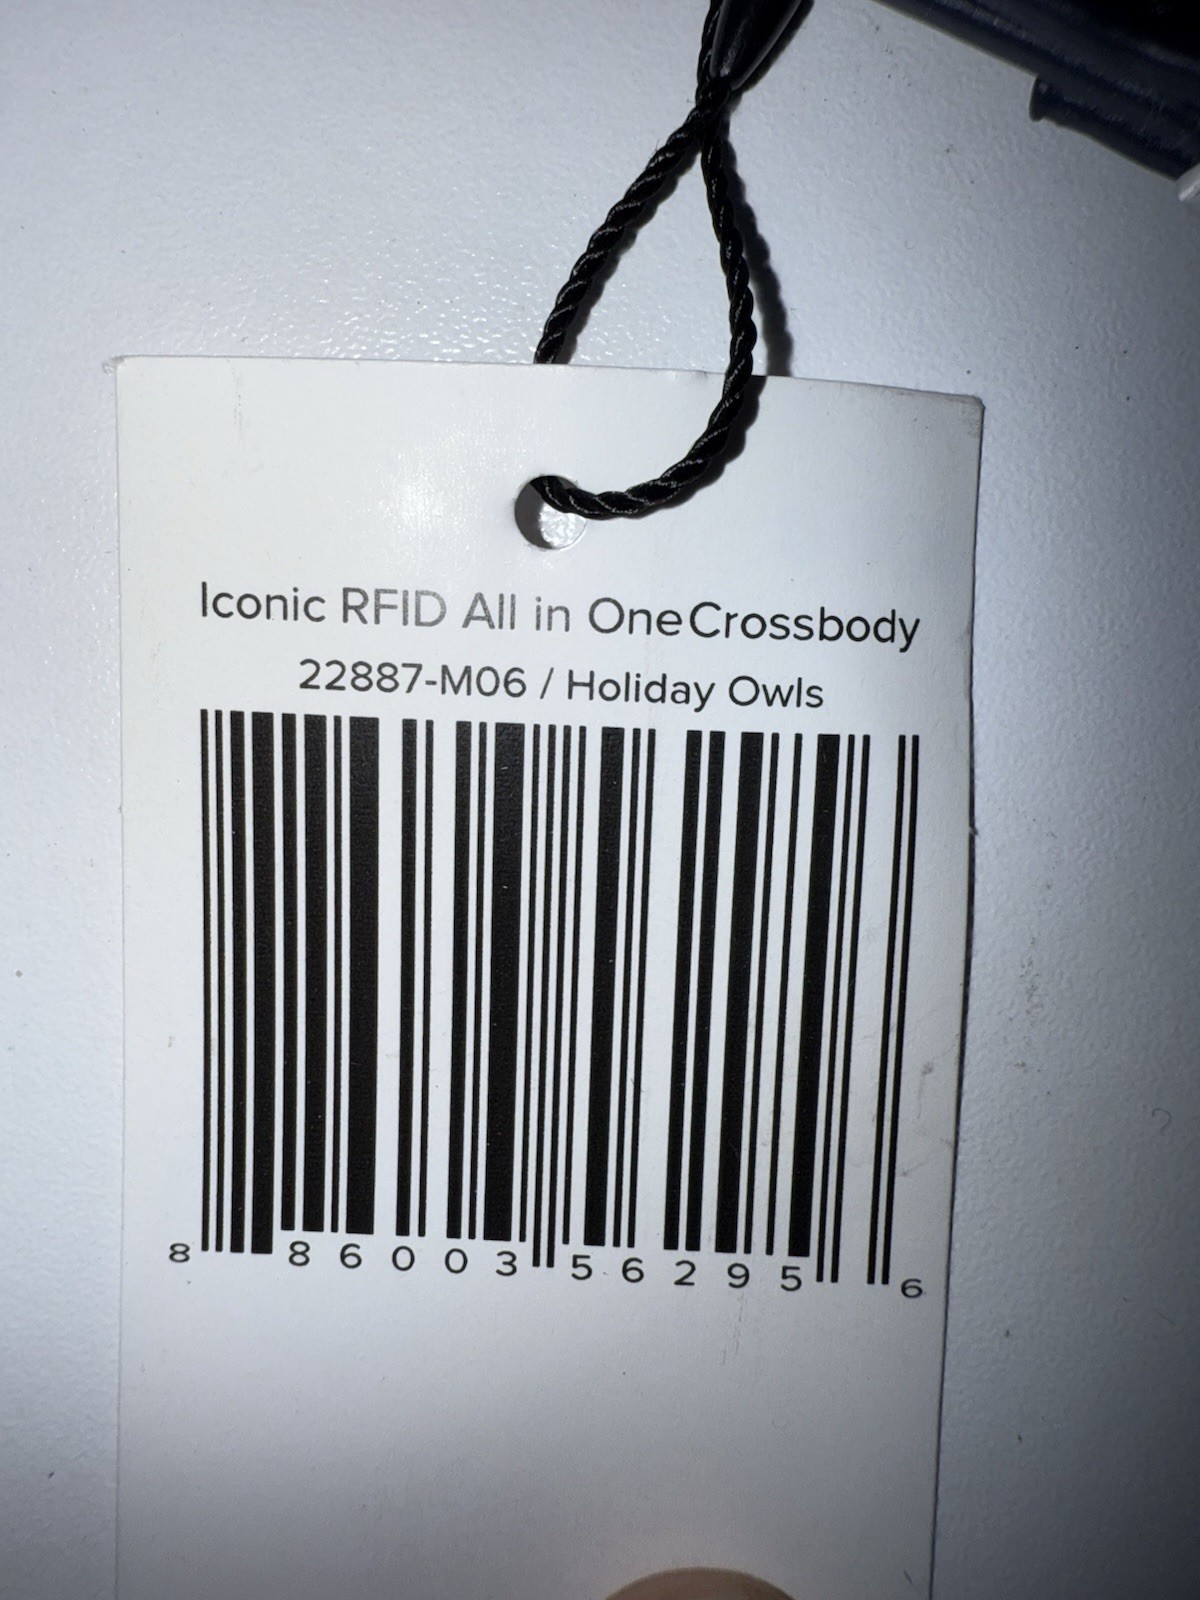 Iconic RFID All in One Crossbody
22887-M06 / Holiday Owls
8 86003 56295 6